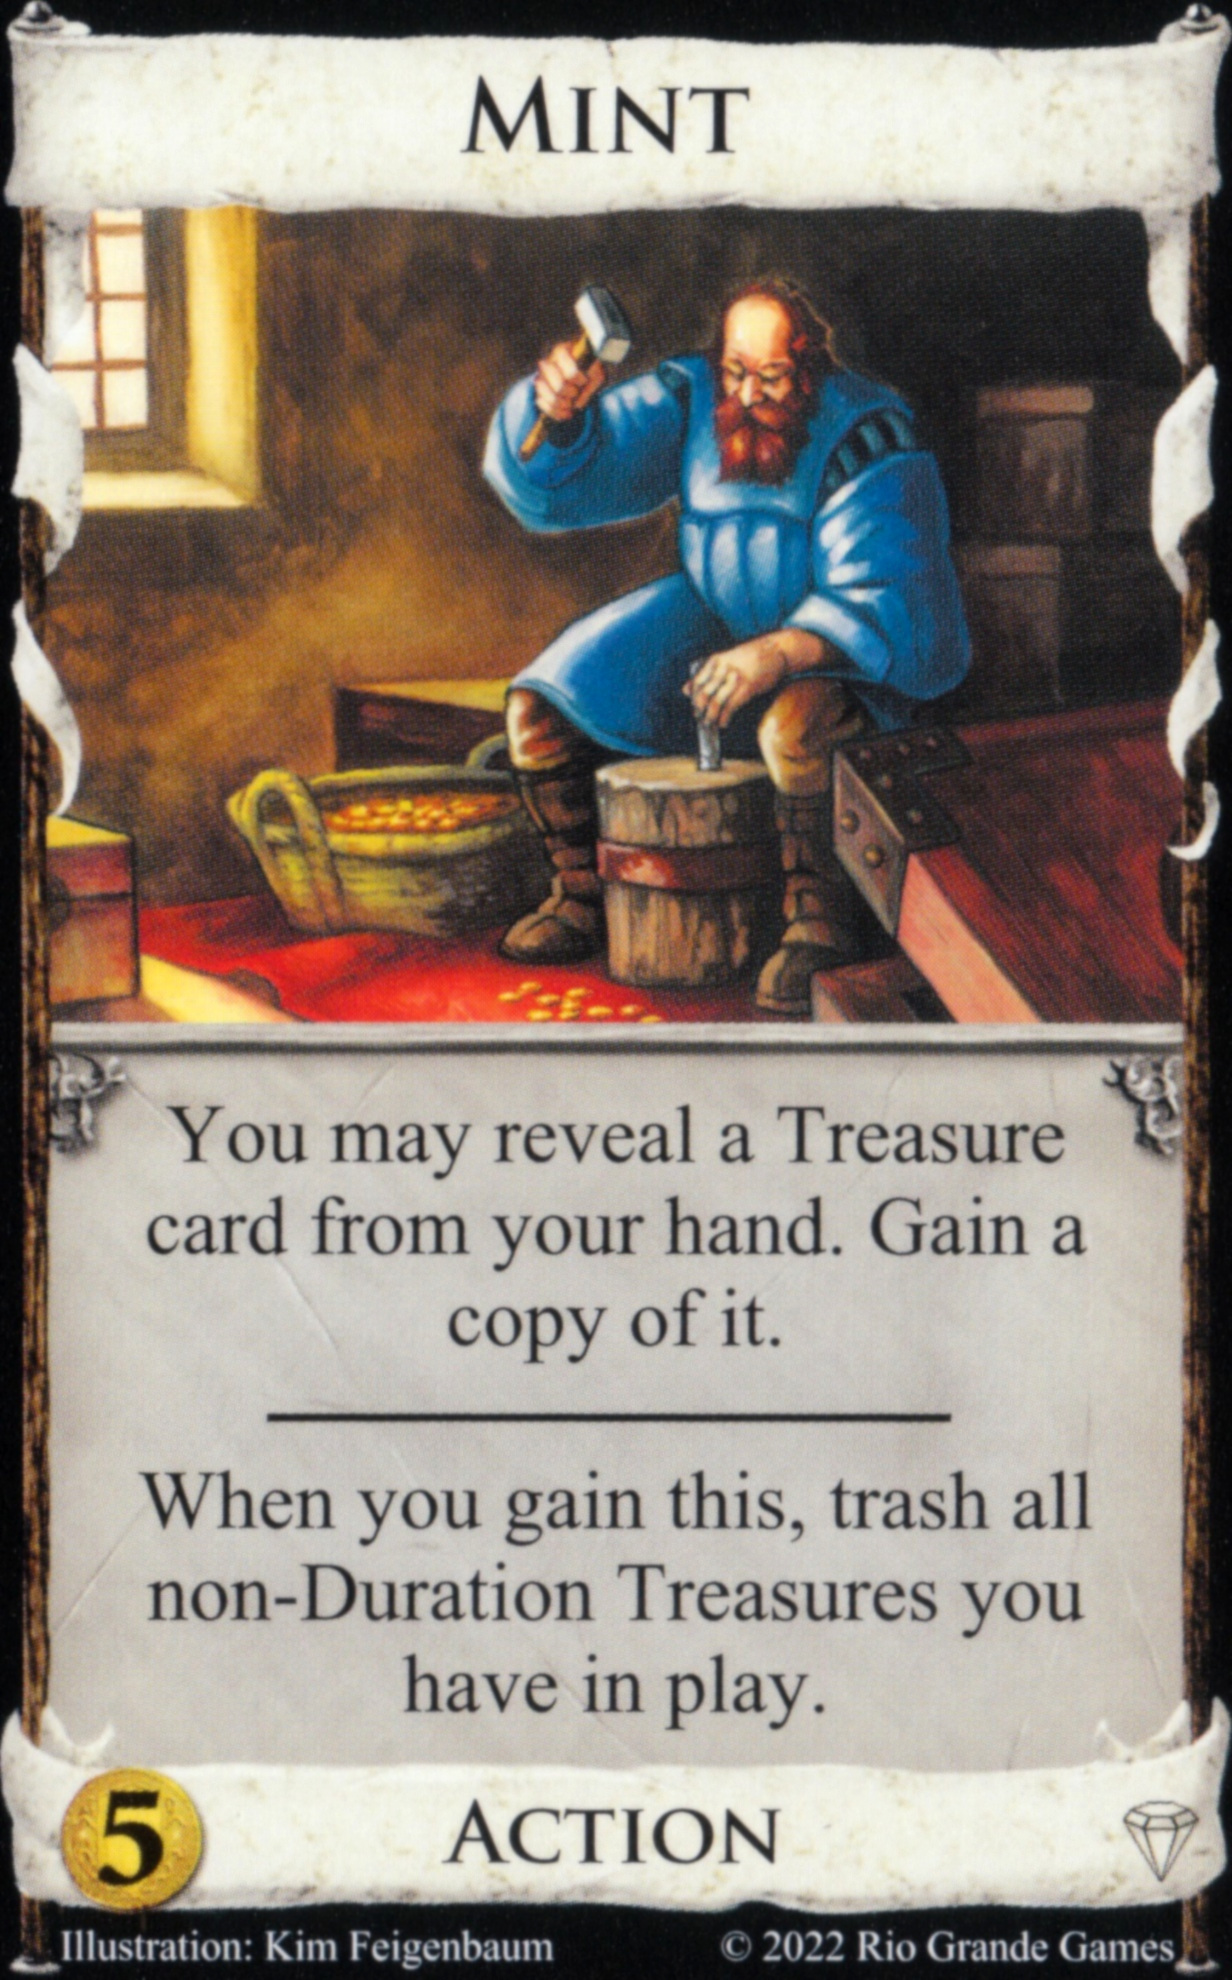 MINT
You may reveal a Treasure
card from your hand. Gain a
copy of it.
When you gain this, trash all
non-Duration Treasures you
have in play.
5
ACTION
Illustration: Kim Feigenbaum
© 2022 Rio Grande Games